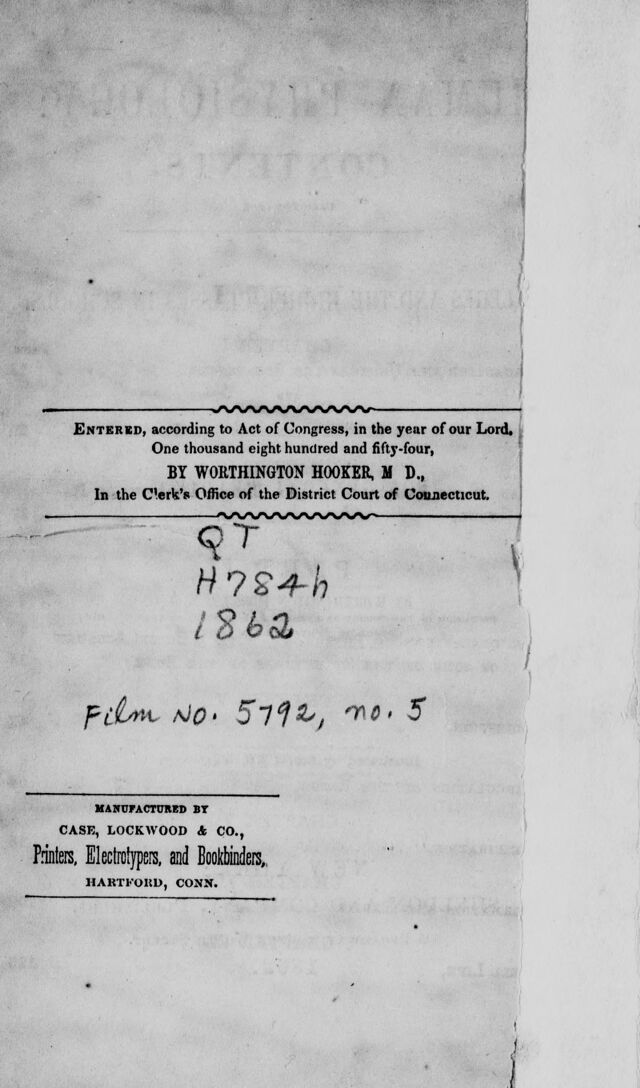 ENTERED, according to Act of Congress, in the year of our Lord,
One thousand eight hundred and fifty-four,
BY WORTHINGTON HOOKER, M D.,
In the Clerk's Office of the District Court of Connecticut.
QT
H784h
1862
Film No. 5792, no. 5
MANUFACTURED BY
CASE, LOCKWOOD & CO.,
Printers, Electrotypers, and Bookbinders,
HARTFORD, CONN.